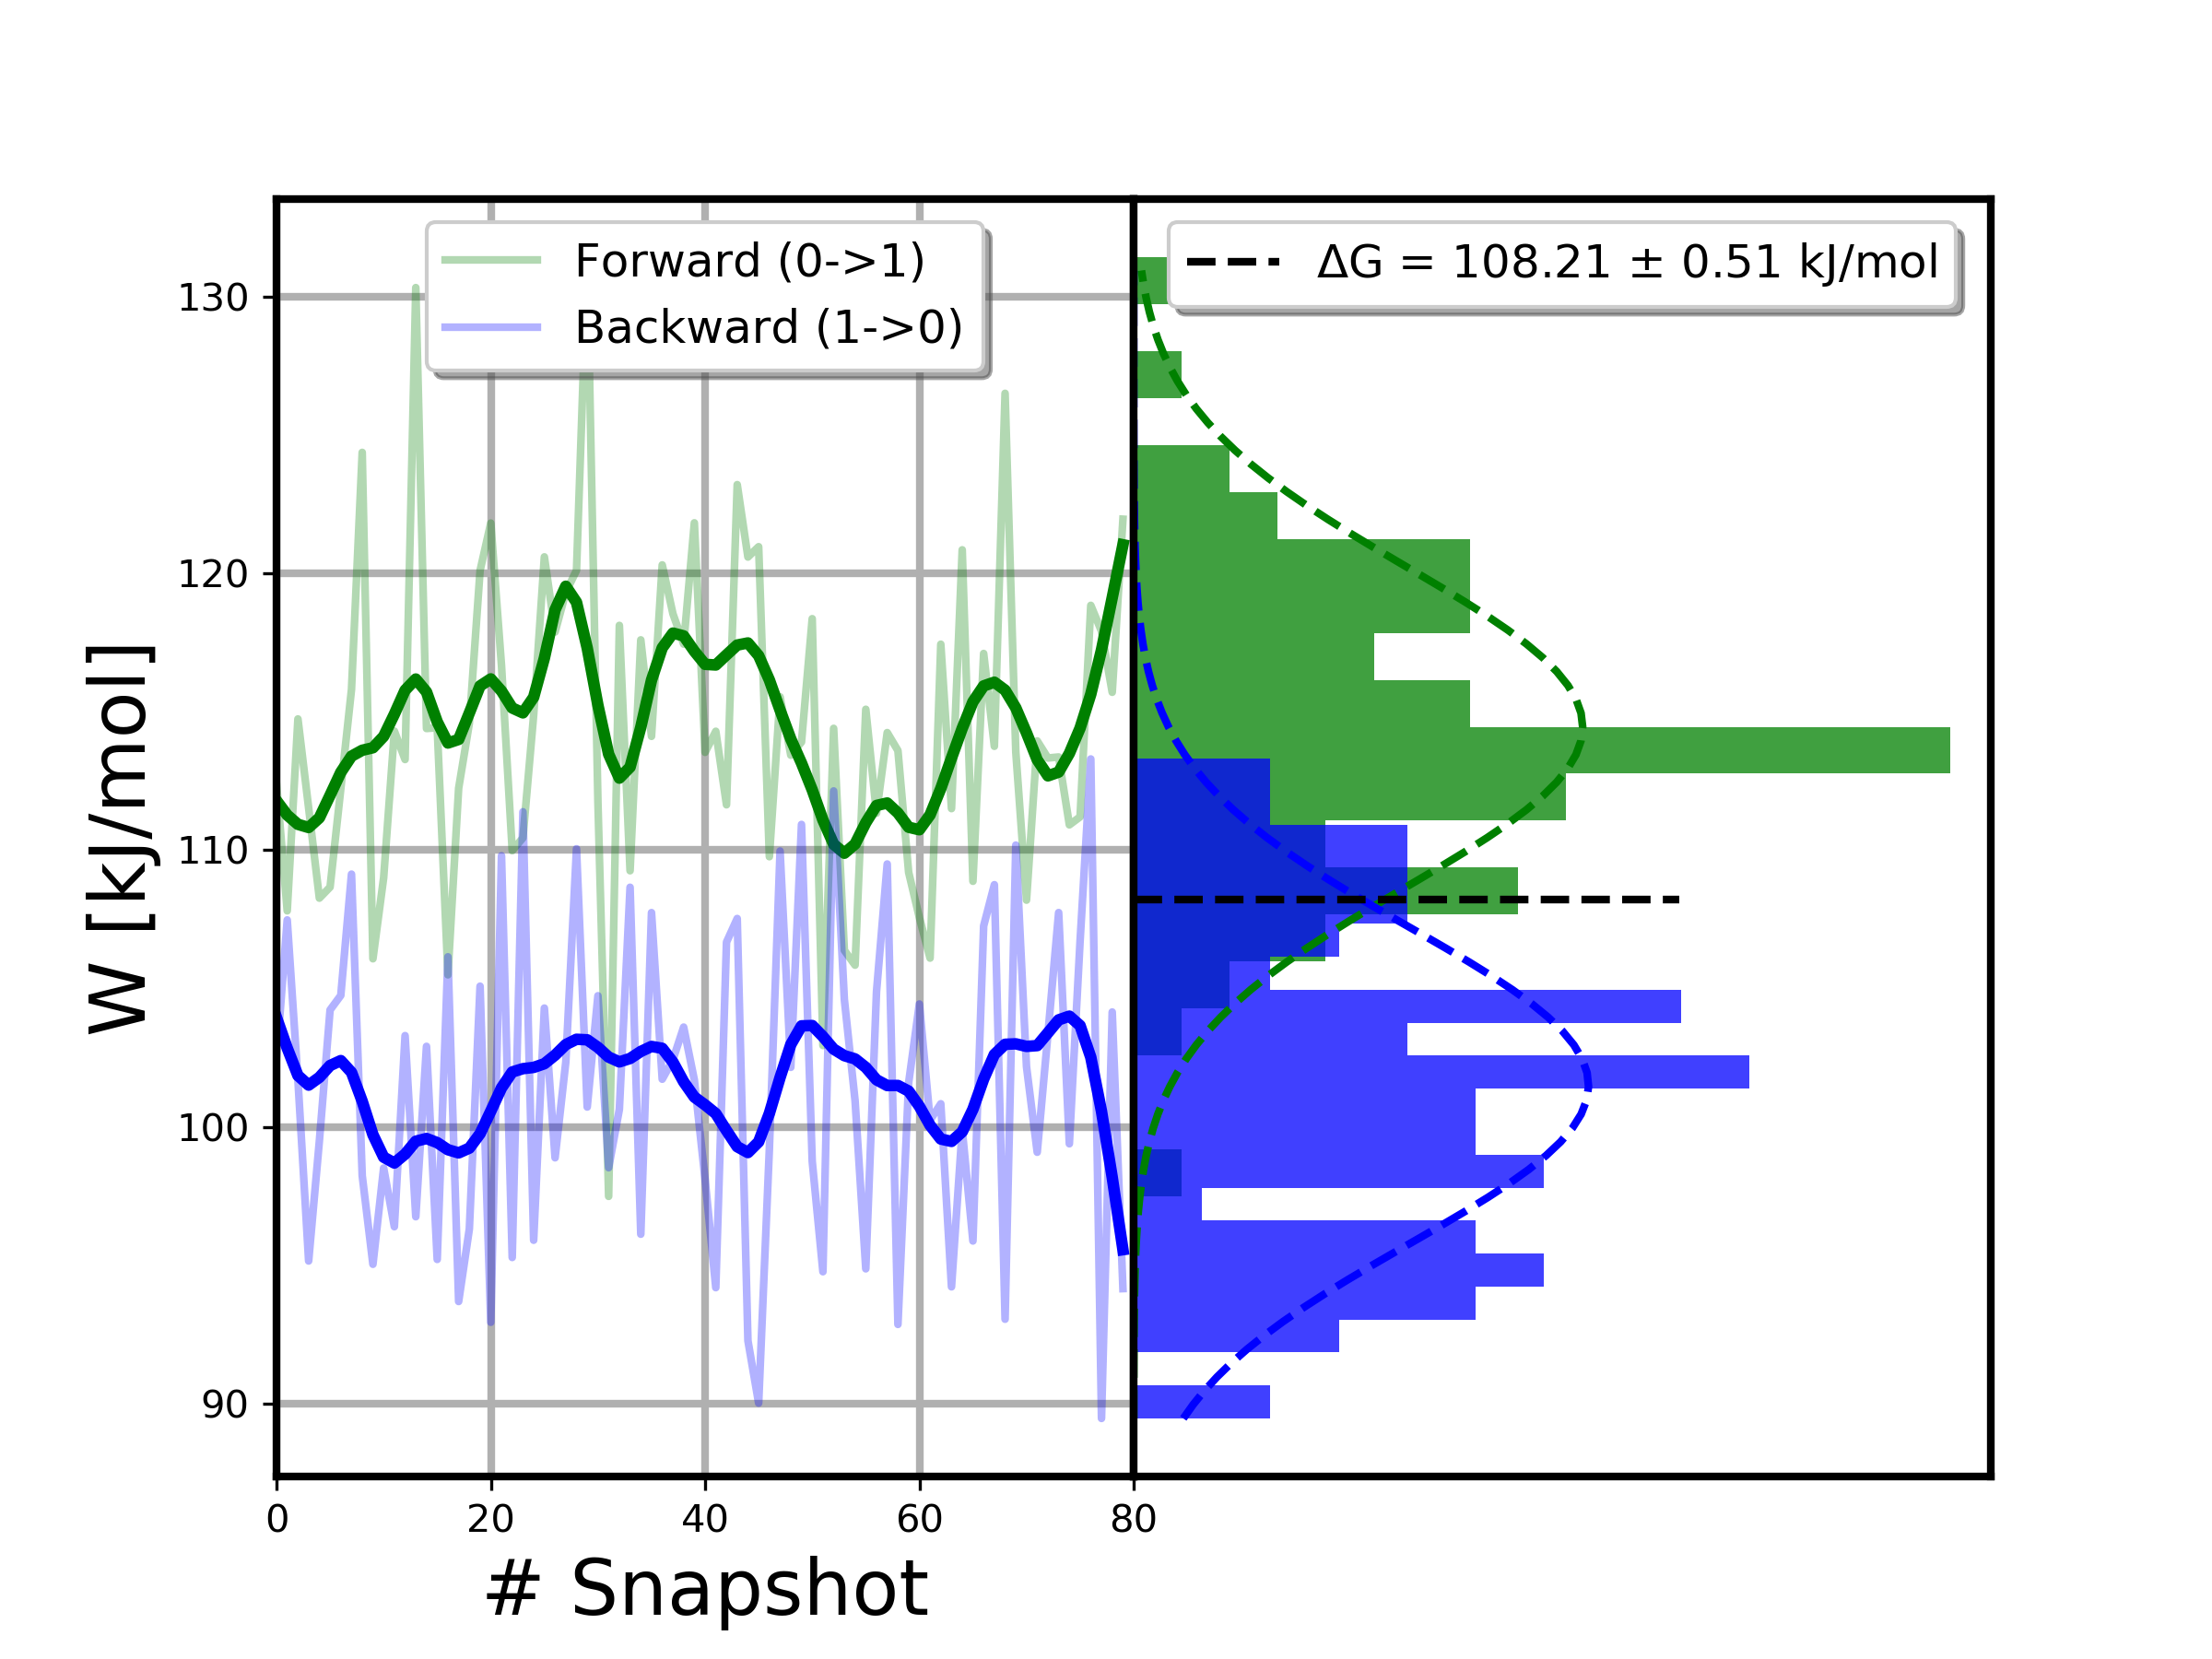 Forward (0->1)
Backward (1->0)
ΔG = 108.21 ± 0.51 kJ/mol
130
120
110
100
90
W [kJ/mol]
0
20
40
60
80
# Snapshot